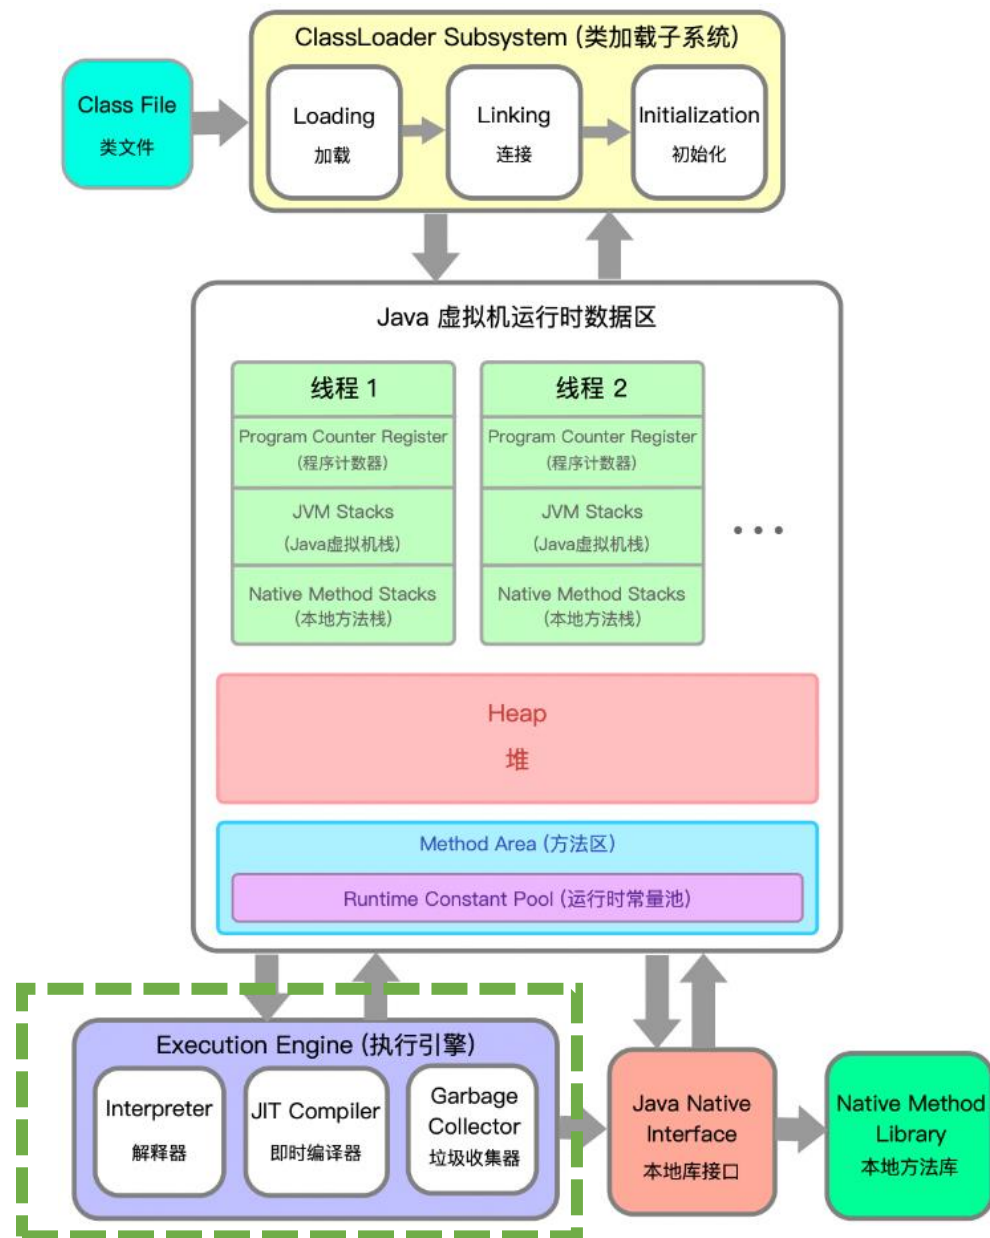 ClassLoader Subsystem (类加载子系统)
Class File
类文件
Loading
加载
Linking
连接
Initialization
初始化
Java 虚拟机运行时数据区
线程 1
Program Counter Register
(程序计数器)
JVM Stacks
(Java虚拟机栈)
Native Method Stacks
(本地方法栈)
线程 2
Program Counter Register
(程序计数器)
JVM Stacks
(Java虚拟机栈)
Native Method Stacks
(本地方法栈)
• • •
Heap
堆
Method Area (方法区)
Runtime Constant Pool (运行时常量池)
Execution Engine (执行引擎)
Interpreter
解释器
JIT Compiler
即时编译器
Garbage
Collector
垃圾收集器
Java Native
Interface
本地库接口
Native Method
Library
本地方法库